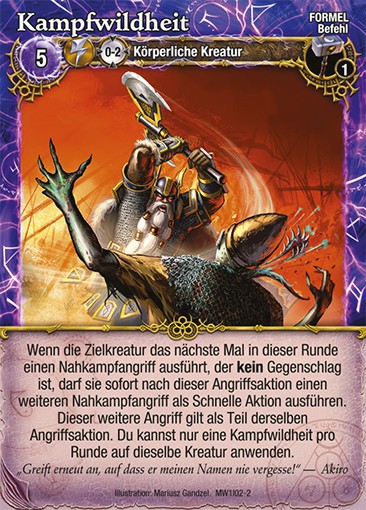 Kampfwildheit
FORMEL
Befehl
5
0-2
Körperliche Kreatur
1
Wenn die Zielkreatur das nächste Mal in dieser Runde
einen Nahkampfangriff ausführt, der kein Gegenschlag
ist, darf sie sofort nach dieser Angriffsaktion einen
weiteren Nahkampfangriff als Schnelle Aktion ausführen.
Dieser weitere Angriff gilt als Teil derselben
Angriffsaktion. Du kannst nur eine Kampfwildheit pro
Runde auf dieselbe Kreatur anwenden.
„Greift erneut an, auf dass er meinen Namen nie vergesse!“ — Akiro
Illustration: Mariusz Gandzel. MW1I02-2